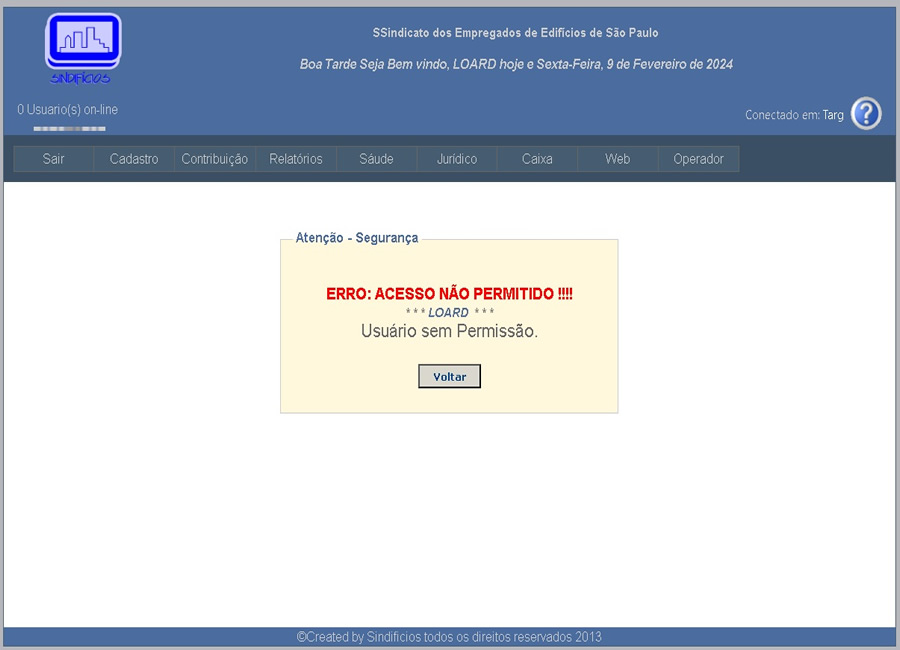 SSindicato dos Empregados de Edifícios de São Paulo
Boa Tarde Seja Bem vindo, LOARD hoje e Sexta-Feira, 9 de Fevereiro de 2024
SINDIFÍCIOS
0 Usuario(s) on-line
Conectado em: Targ
?
Sair Cadastro Contribuição Relatórios Sáude Jurídico Caixa Web Operador
Atenção - Segurança
ERRO: ACESSO NÃO PERMITIDO !!!!
* * * LOARD * * *
Usuário sem Permissão.
Voltar
©Created by Sindificios todos os direitos reservados 2013